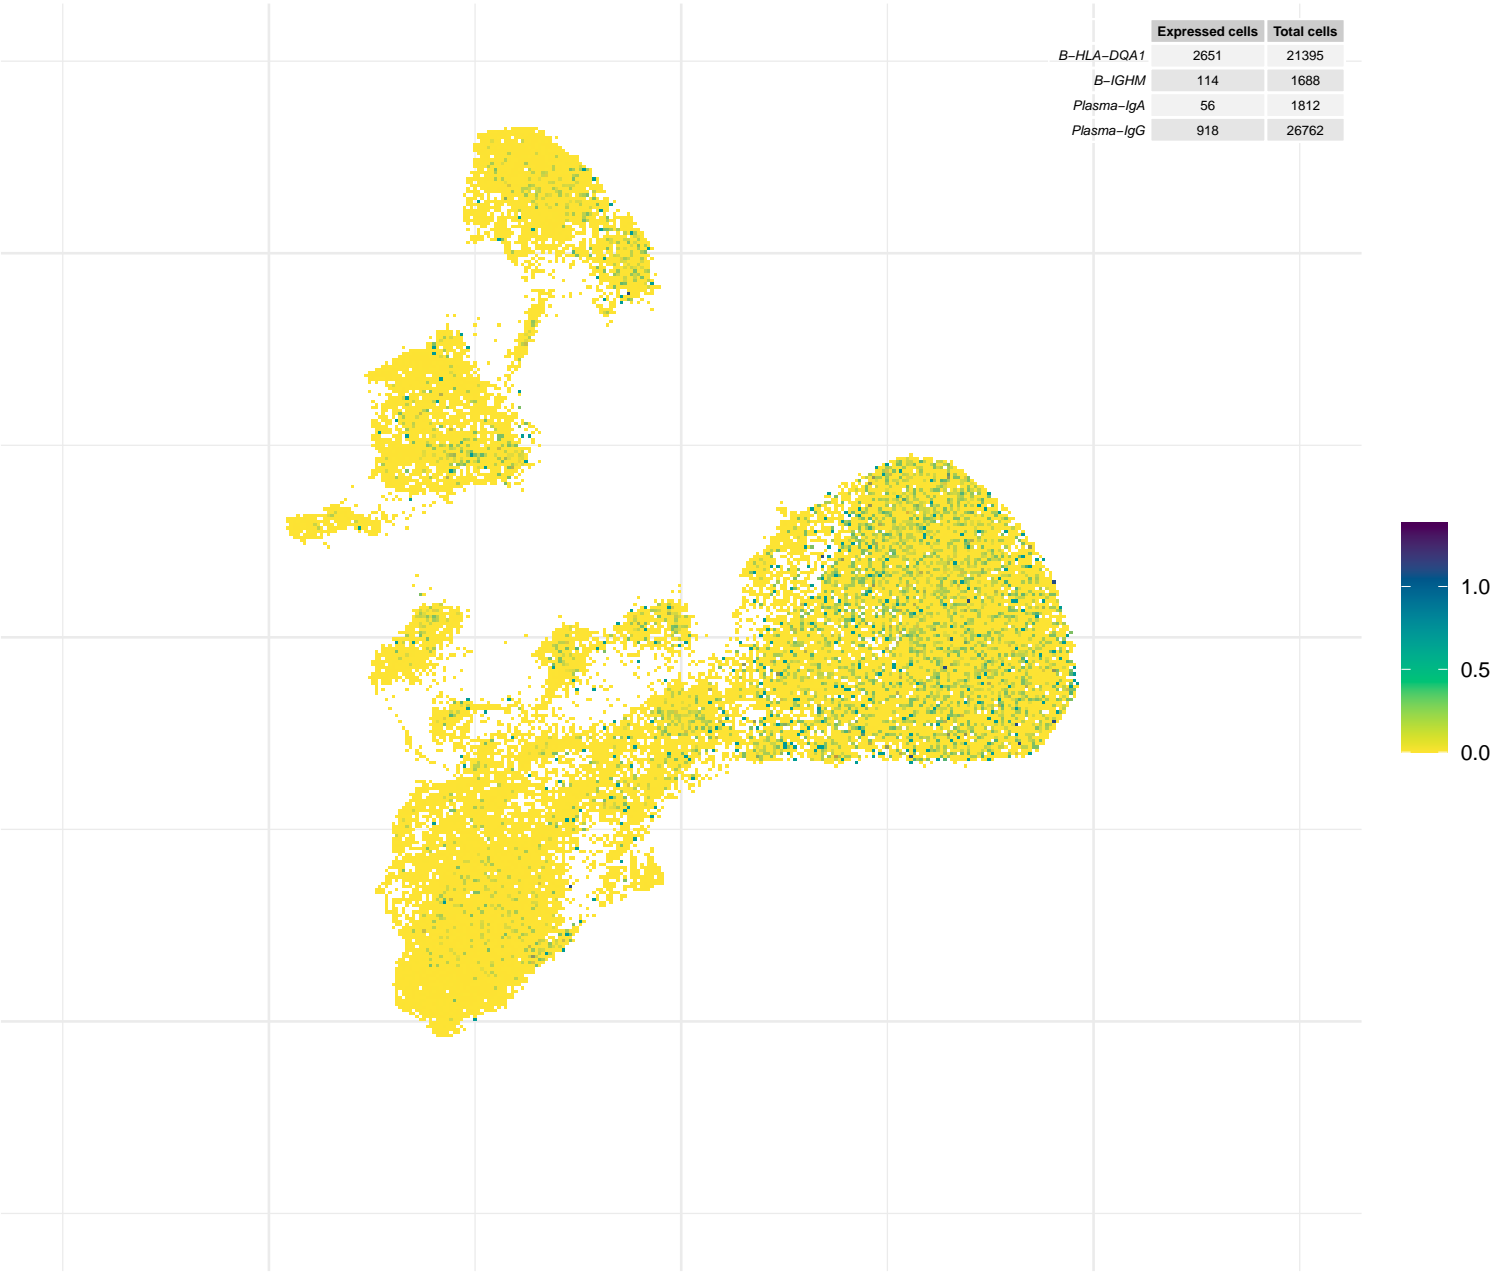 Expressed cells Total cells
B−HLA−DQA1 2651 21395
B−IGHM 114 1688
Plasma−IgA 56 1812
Plasma−IgG 918 26762
1.0
0.5
0.0